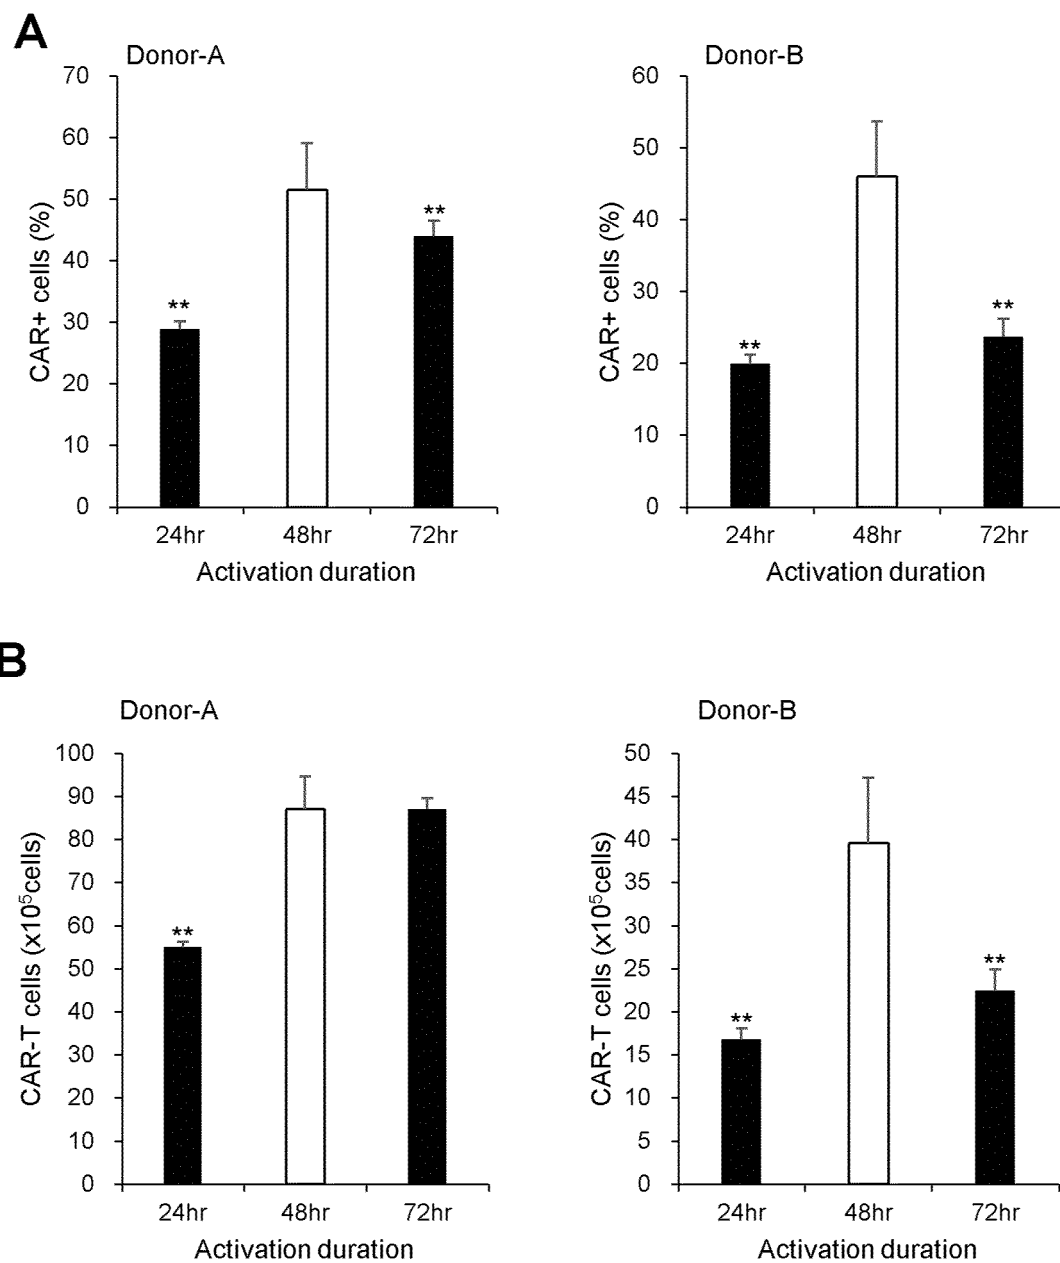 A
Donor-A
70
60
50
40
30
20
10
0
CAR+ cells (%)
**
**
24hr 48hr 72hr
Activation duration
Donor-B
60
50
40
30
20
10
0
CAR+ cells (%)
**
**
24hr 48hr 72hr
Activation duration
B
Donor-A
100
90
80
70
60
50
40
30
20
10
0
CAR-T cells (x10⁵cells)
**
24hr 48hr 72hr
Activation duration
Donor-B
50
45
40
35
30
25
20
15
10
5
0
CAR-T cells (x10⁵cells)
**
**
24hr 48hr 72hr
Activation duration